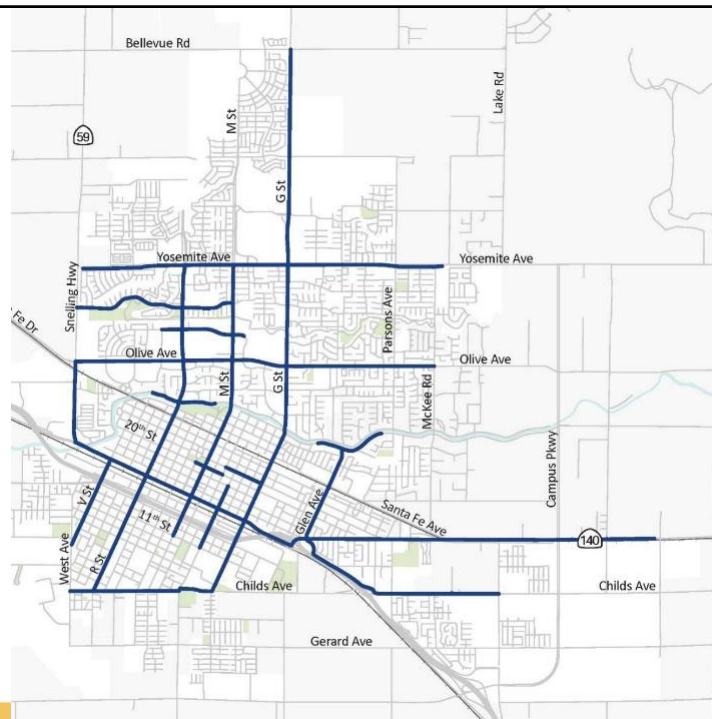 Bellevue Rd
Lake Rd
M St
59
G St
Yosemite Ave
Yosemite Ave
Snelling Hwy
Parsons Ave
Fe Dr
Olive Ave
Olive Ave
M St
G St
McKee Rd
20th St
Campus Pkwy
V St
Glen Ave
Santa Fe Ave
11th St
140
West Ave
R St
Childs Ave
Childs Ave
Gerard Ave